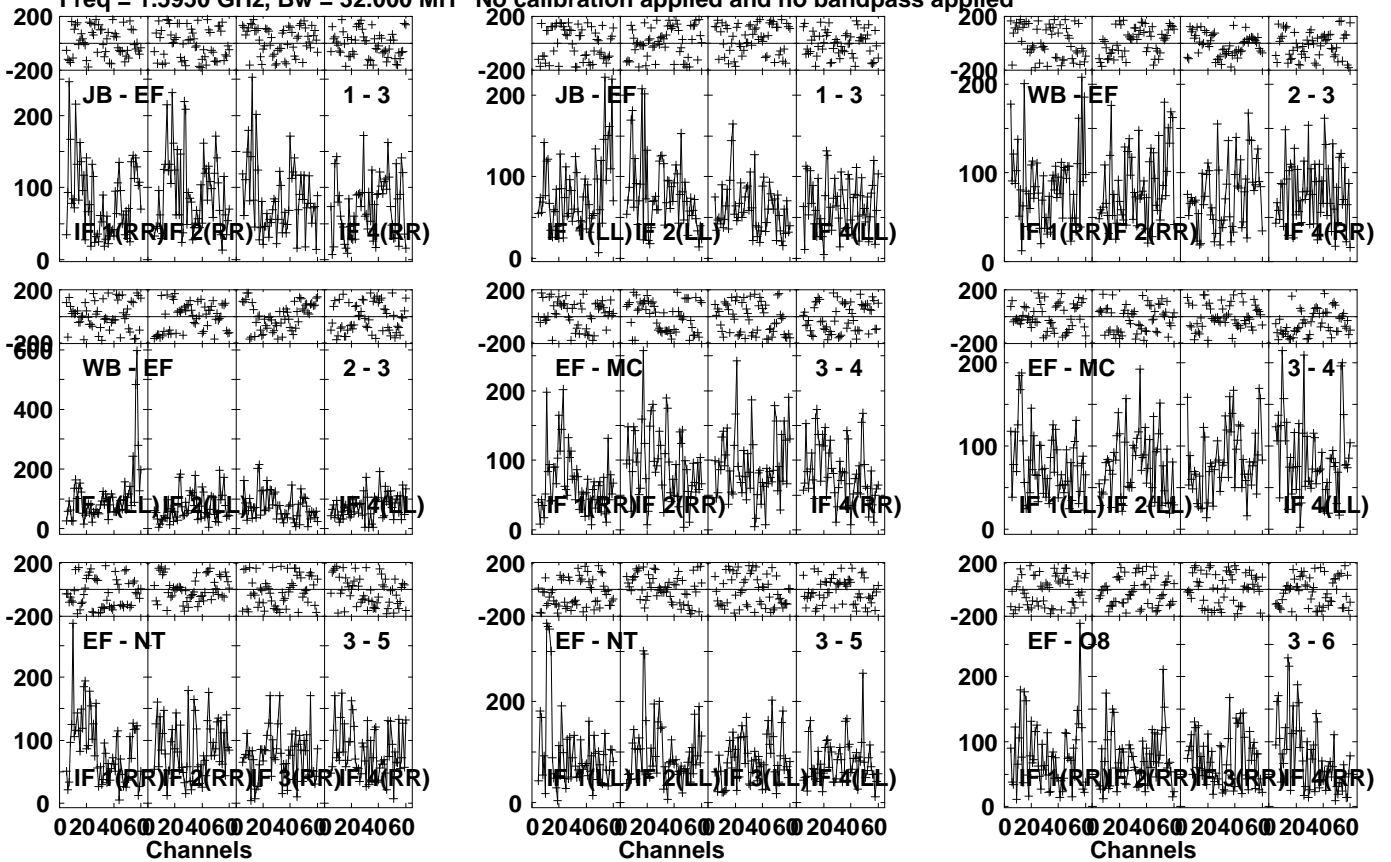 Freq = 1.5950 GHz, Bw = 32.000 MH No calibration applied and no bandpass applied
200 200 200
-200 -200 -200
JB - EF 1 - 3 JB - EF 1 - 3 WB - EF 2 - 3
200 200 200
100 100 100
IF 1(RR) IF 2(RR) IF 4(RR) IF 1(LL) IF 2(LL) IF 4(LL) IF 1(RR) IF 2(RR) IF 4(RR)
0 0 0
200 200 200
-200 -200 -200
600
WB - EF 2 - 3 EF - MC 3 - 4 EF - MC 3 - 4
400 200 200
200 100 100
IF 1(LL) IF 2(LL) IF 4(LL) IF 1(RR) IF 2(RR) IF 4(RR) IF 1(LL) IF 2(LL) IF 4(LL)
0 0 0
200 200 200
-200 -200 -200
EF - NT 3 - 5 EF - NT 3 - 5 EF - O8 3 - 6
200 200 200
100 100
IF 1(RR) IF 2(RR) IF 3(RR) IF 4(RR) IF 1(LL) IF 2(LL) IF 3(LL) IF 4(LL) IF 1(RR) IF 2(RR) IF 3(RR) IF 4(RR)
0 0 0
0 20 40 60 0 20 40 60 0 20 40 60 0 20 40 60 0 20 40 60 0 20 40 60 0 20 40 60 0 20 40 60 0 20 40 60 0 20 40 60 0 20 40 60 0 20 40 60
Channels Channels Channels